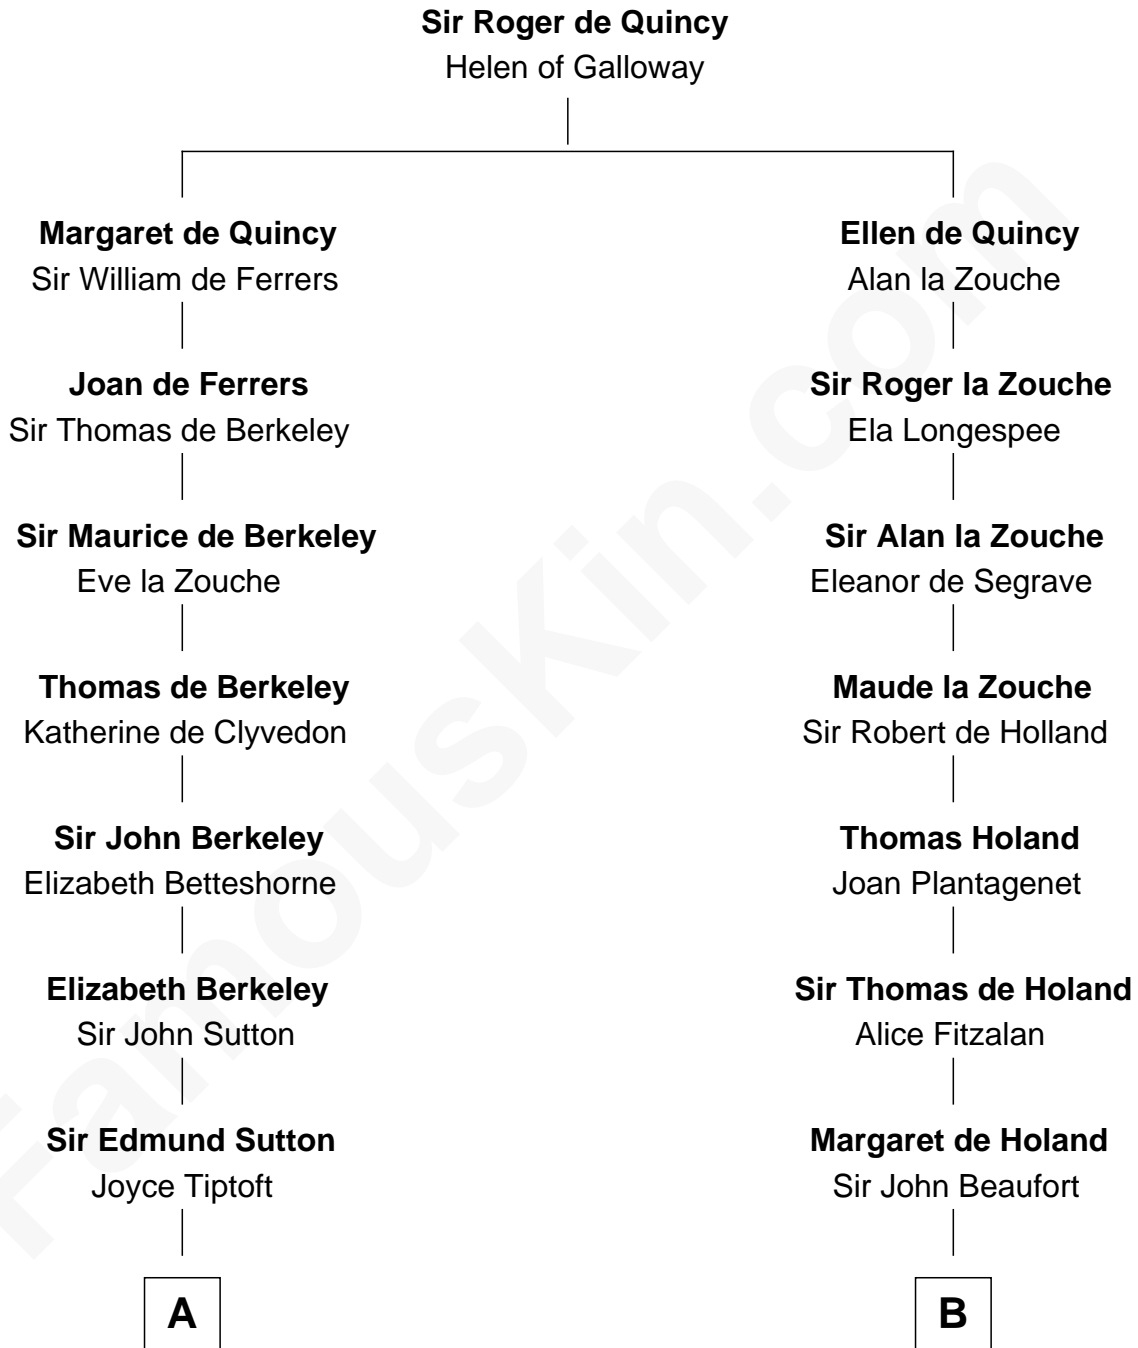 Sir Roger de Quincy
Helen of Galloway
Margaret de Quincy
Sir William de Ferrers
Ellen de Quincy
Alan la Zouche
Joan de Ferrers
Sir Thomas de Berkeley
Sir Roger la Zouche
Ela Longespee
Sir Maurice de Berkeley
Eve la Zouche
Sir Alan la Zouche
Eleanor de Segrave
Thomas de Berkeley
Katherine de Clyvedon
Maude la Zouche
Sir Robert de Holland
Sir John Berkeley
Elizabeth Betteshorne
Thomas Holand
Joan Plantagenet
Elizabeth Berkeley
Sir John Sutton
Sir Thomas de Holand
Alice Fitzalan
Sir Edmund Sutton
Joyce Tiptoft
Margaret de Holand
Sir John Beaufort
A
B
FamousKin.com